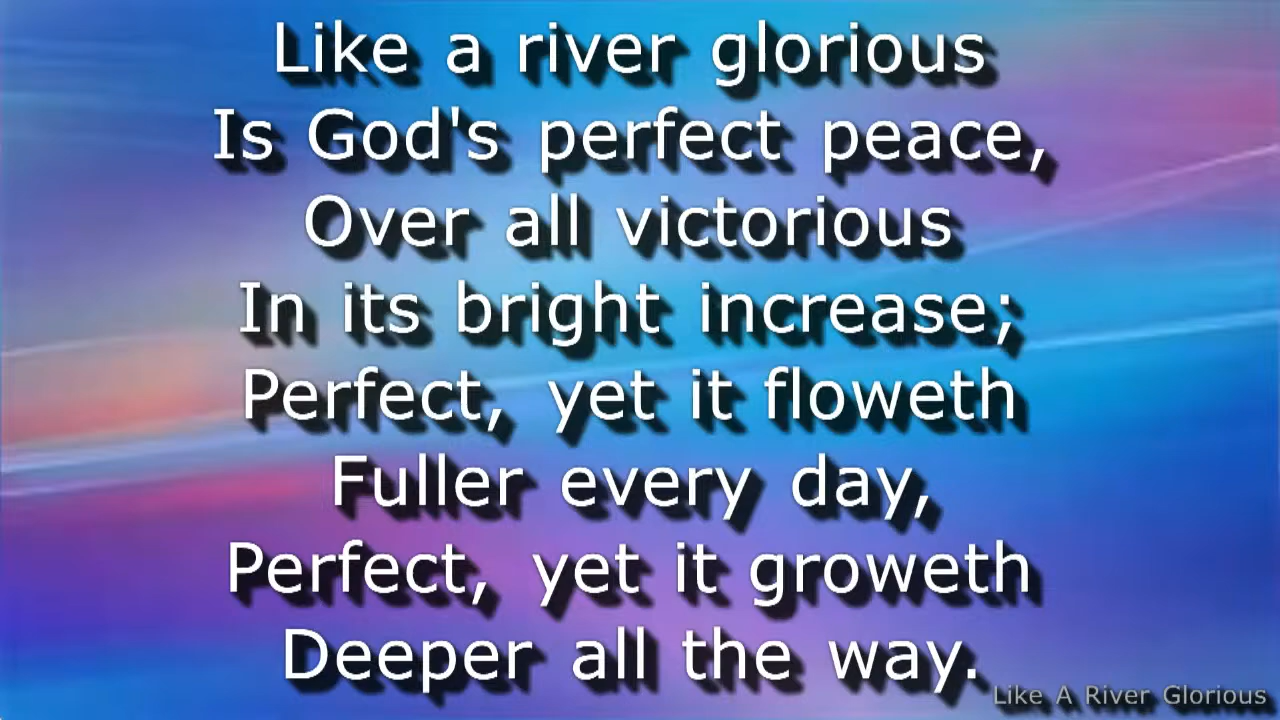 Like a river glorious
Is God's perfect peace,
Over all victorious
In its bright increase;
Perfect, yet it floweth
Fuller every day,
Perfect, yet it groweth
Deeper all the way.
Like A River Glorious